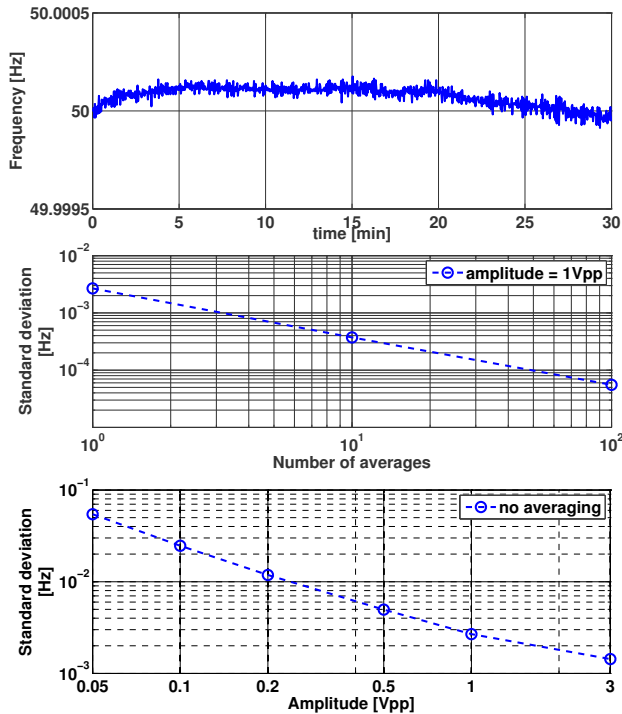 50.0005
50
49.9995
Frequency [Hz]
0 5 10 15 20 25 30
time [min]
10^-2
10^-3
10^-4
Standard deviation
[Hz]
amplitude = 1Vpp
10^0 10^1 10^2
Number of averages
10^-1
10^-2
10^-3
Standard deviation
[Hz]
no averaging
0.05 0.1 0.2 0.5 1 3
Amplitude [Vpp]